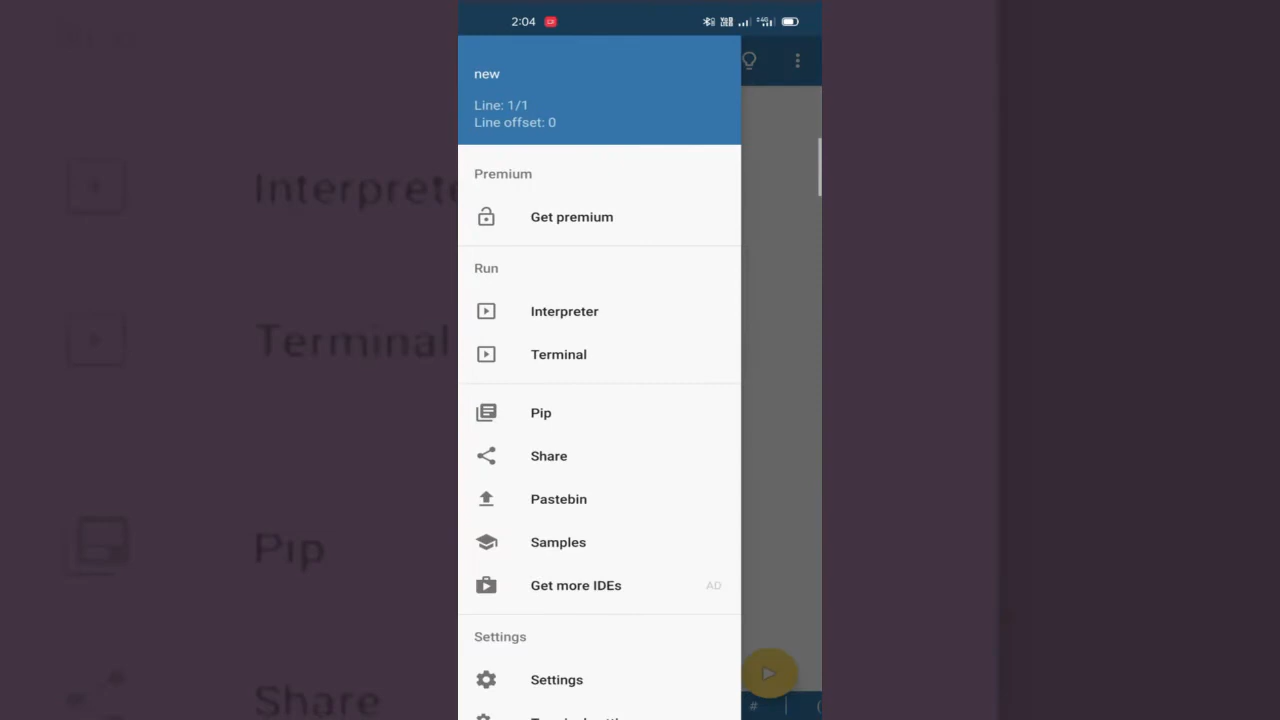 2:04
new
Line: 1/1
Line offset: 0
Premium
Get premium
Run
Interpreter
Terminal
Pip
Share
Pastebin
Samples
Get more IDEs AD
Settings
Settings
#
Interprete
Terminal
Pip
Share